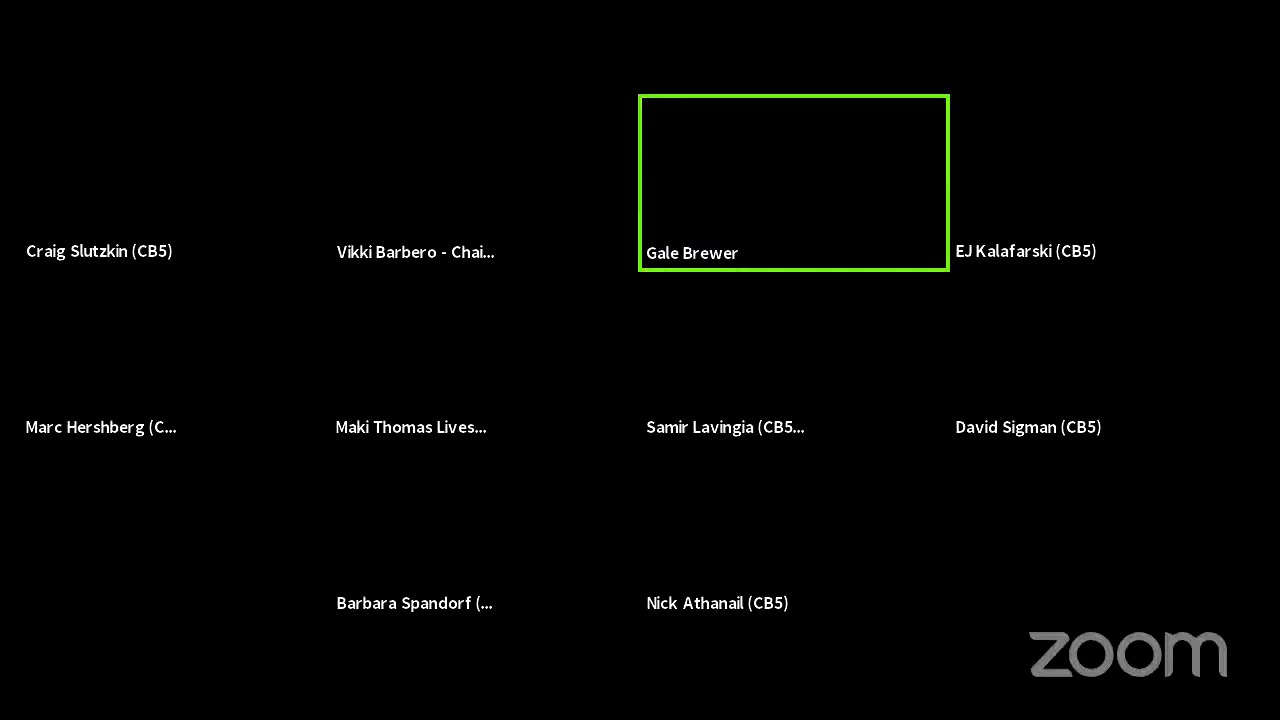 Craig Slutzkin (CB5)
Vikki Barbero - Chai...
Gale Brewer
EJ Kalafarski (CB5)
Marc Hershberg (C...
Maki Thomas Lives...
Samir Lavingia (CB5...
David Sigman (CB5)
Barbara Spandorf (...
Nick Athanail (CB5)
zoom